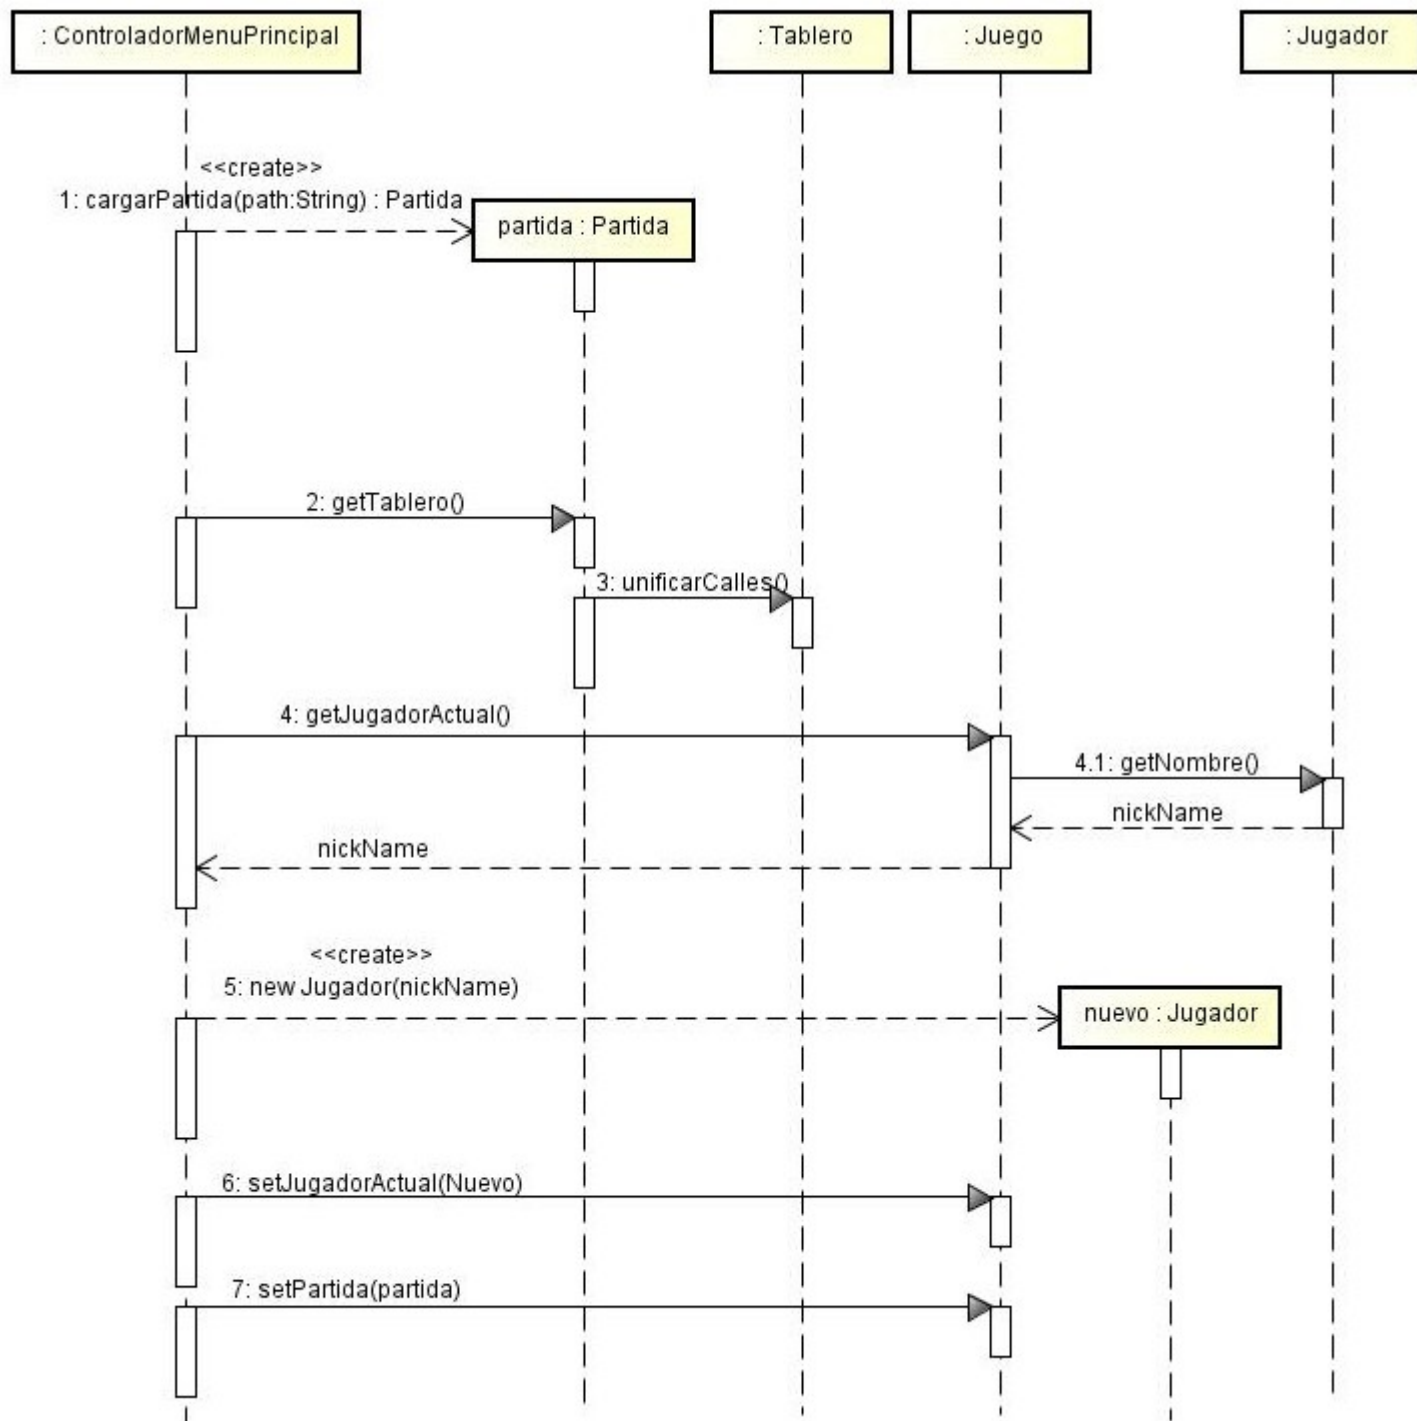 : ControladorMenuPrincipal
: Tablero
: Juego
: Jugador
<<create>>
1: cargarPartida(path:String) : Partida
partida : Partida
2: getTablero()
3: unificarCalles()
4: getJugadorActual()
4.1: getNombre()
nickName
nickName
<<create>>
5: new Jugador(nickName)
nuevo : Jugador
6: setJugadorActual(Nuevo)
7: setPartida(partida)